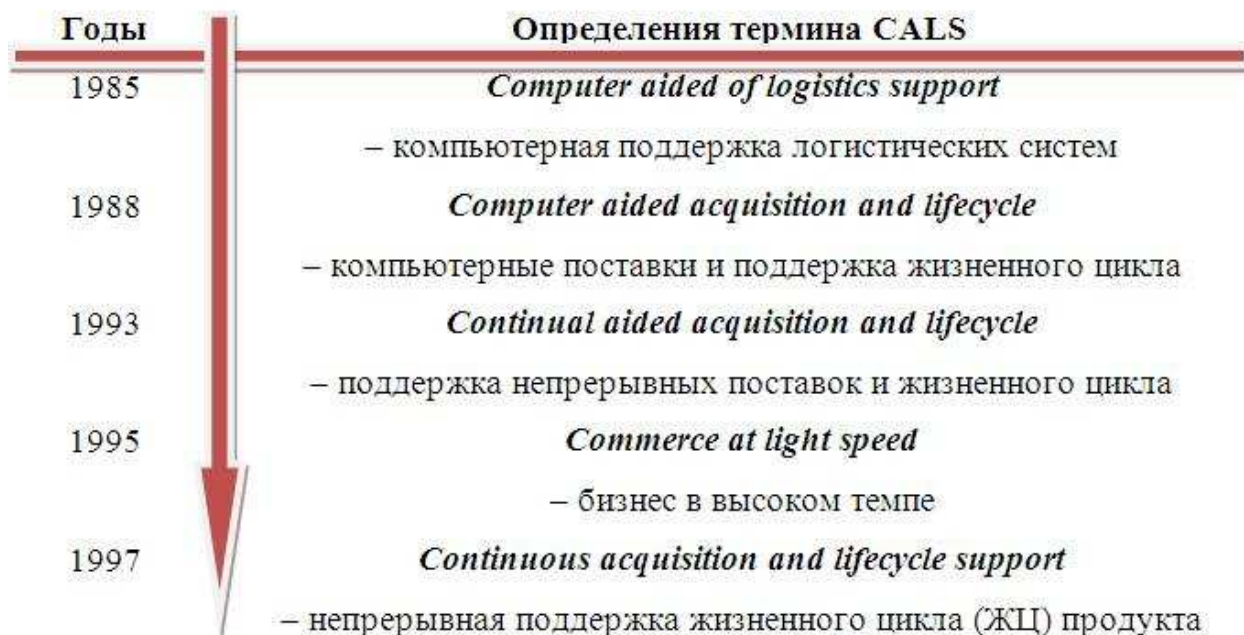 Годы Определения термина CALS
1985 Computer aided of logistics support
– компьютерная поддержка логистических систем
1988 Computer aided acquisition and lifecycle
– компьютерные поставки и поддержка жизненного цикла
1993 Continual aided acquisition and lifecycle
– поддержка непрерывных поставок и жизненного цикла
1995 Commerce at light speed
– бизнес в высоком темпе
1997 Continuous acquisition and lifecycle support
– непрерывная поддержка жизненного цикла (ЖЦ) продукта